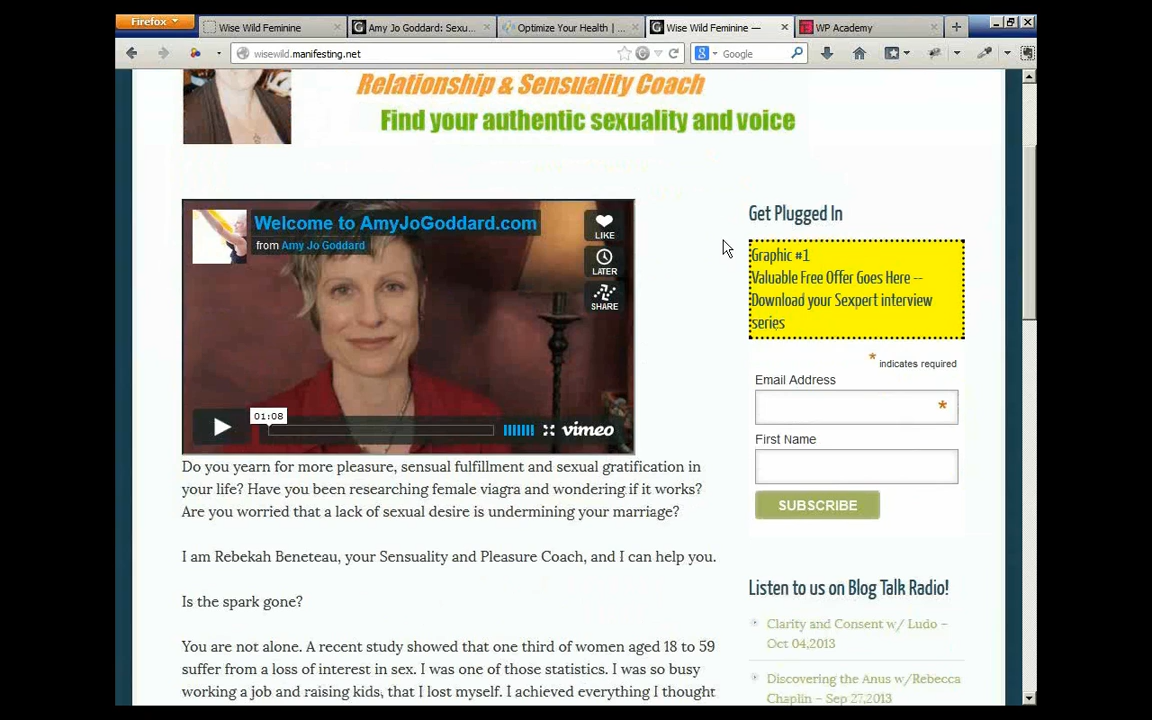 Firefox
Wise Wild Feminine
Amy Jo Goddard: Sexu...
Optimize Your Health | ...
Wise Wild Feminine —
WP Academy
wisewild.manifesting.net
Google
Relationship & Sensuality Coach
Find your authentic sexuality and voice
Welcome to AmyJoGoddard.com
from Amy Jo Goddard
LIKE
LATER
SHARE
01:08
vimeo
Do you yearn for more pleasure, sensual fulfillment and sexual gratification in
your life? Have you been researching female viagra and wondering if it works?
Are you worried that a lack of sexual desire is undermining your marriage?
I am Rebekah Beneteau, your Sensuality and Pleasure Coach, and I can help you.
Is the spark gone?
You are not alone. A recent study showed that one third of women aged 18 to 59
suffer from a loss of interest in sex. I was one of those statistics. I was so busy
working a job and raising kids, that I lost myself. I achieved everything I thought
Get Plugged In
Graphic #1
Valuable Free Offer Goes Here --
Download your Sexpert interview
series
* indicates required
Email Address
*
First Name
SUBSCRIBE
Listen to us on Blog Talk Radio!
Clarity and Consent w/ Ludo –
Oct 04,2013
Discovering the Anus w/Rebecca
Chaplin – Sep 27,2013